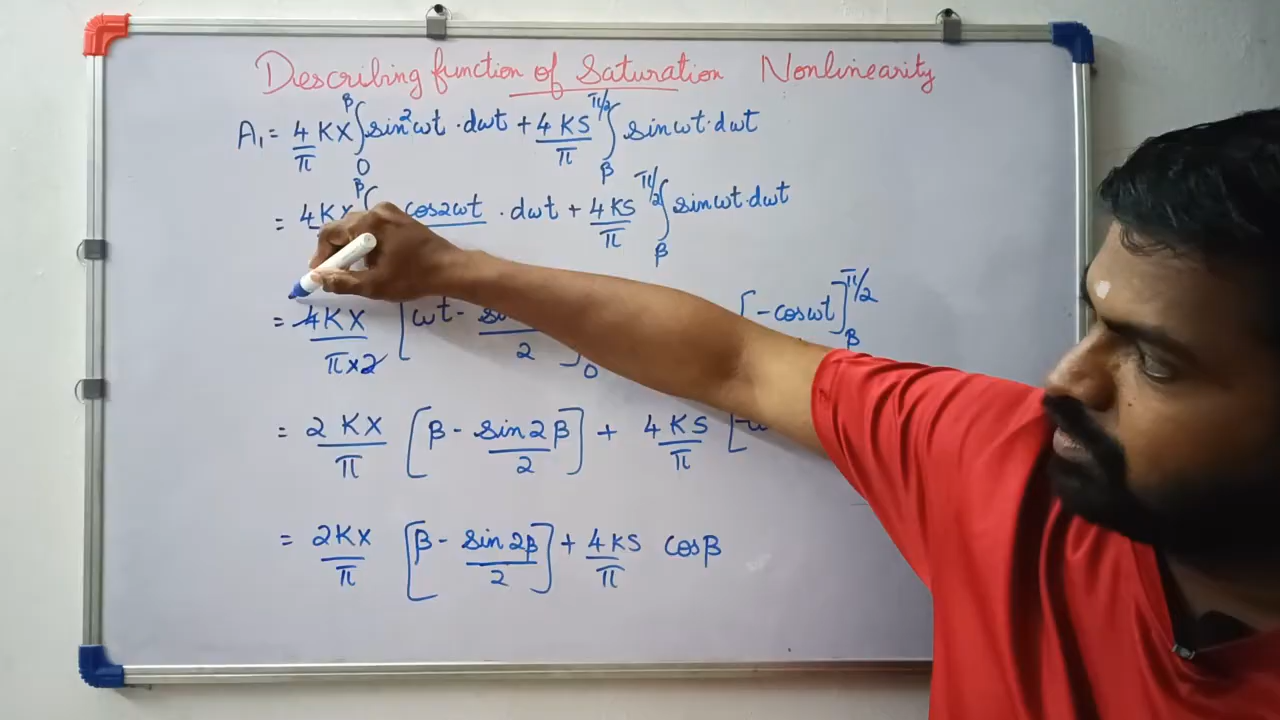 Describing function of Saturation Nonlinearity
A₁ = 4/π KX ∫₀^β sin²ωt · dωt + 4KS/π ∫_β^π/2 sinωt · dωt
= 4KX ∫^β cos2ωt · dωt + 4KS/π ∫_β^π/2 sinωt · dωt
= 4KX/π×2 [ωt - /2]₀ [-cosωt]_β^π/2
= 2KX/π [β - sin2β/2] + 4KS/π [
= 2KX/π [β - sin2β/2] + 4KS/π cosβ